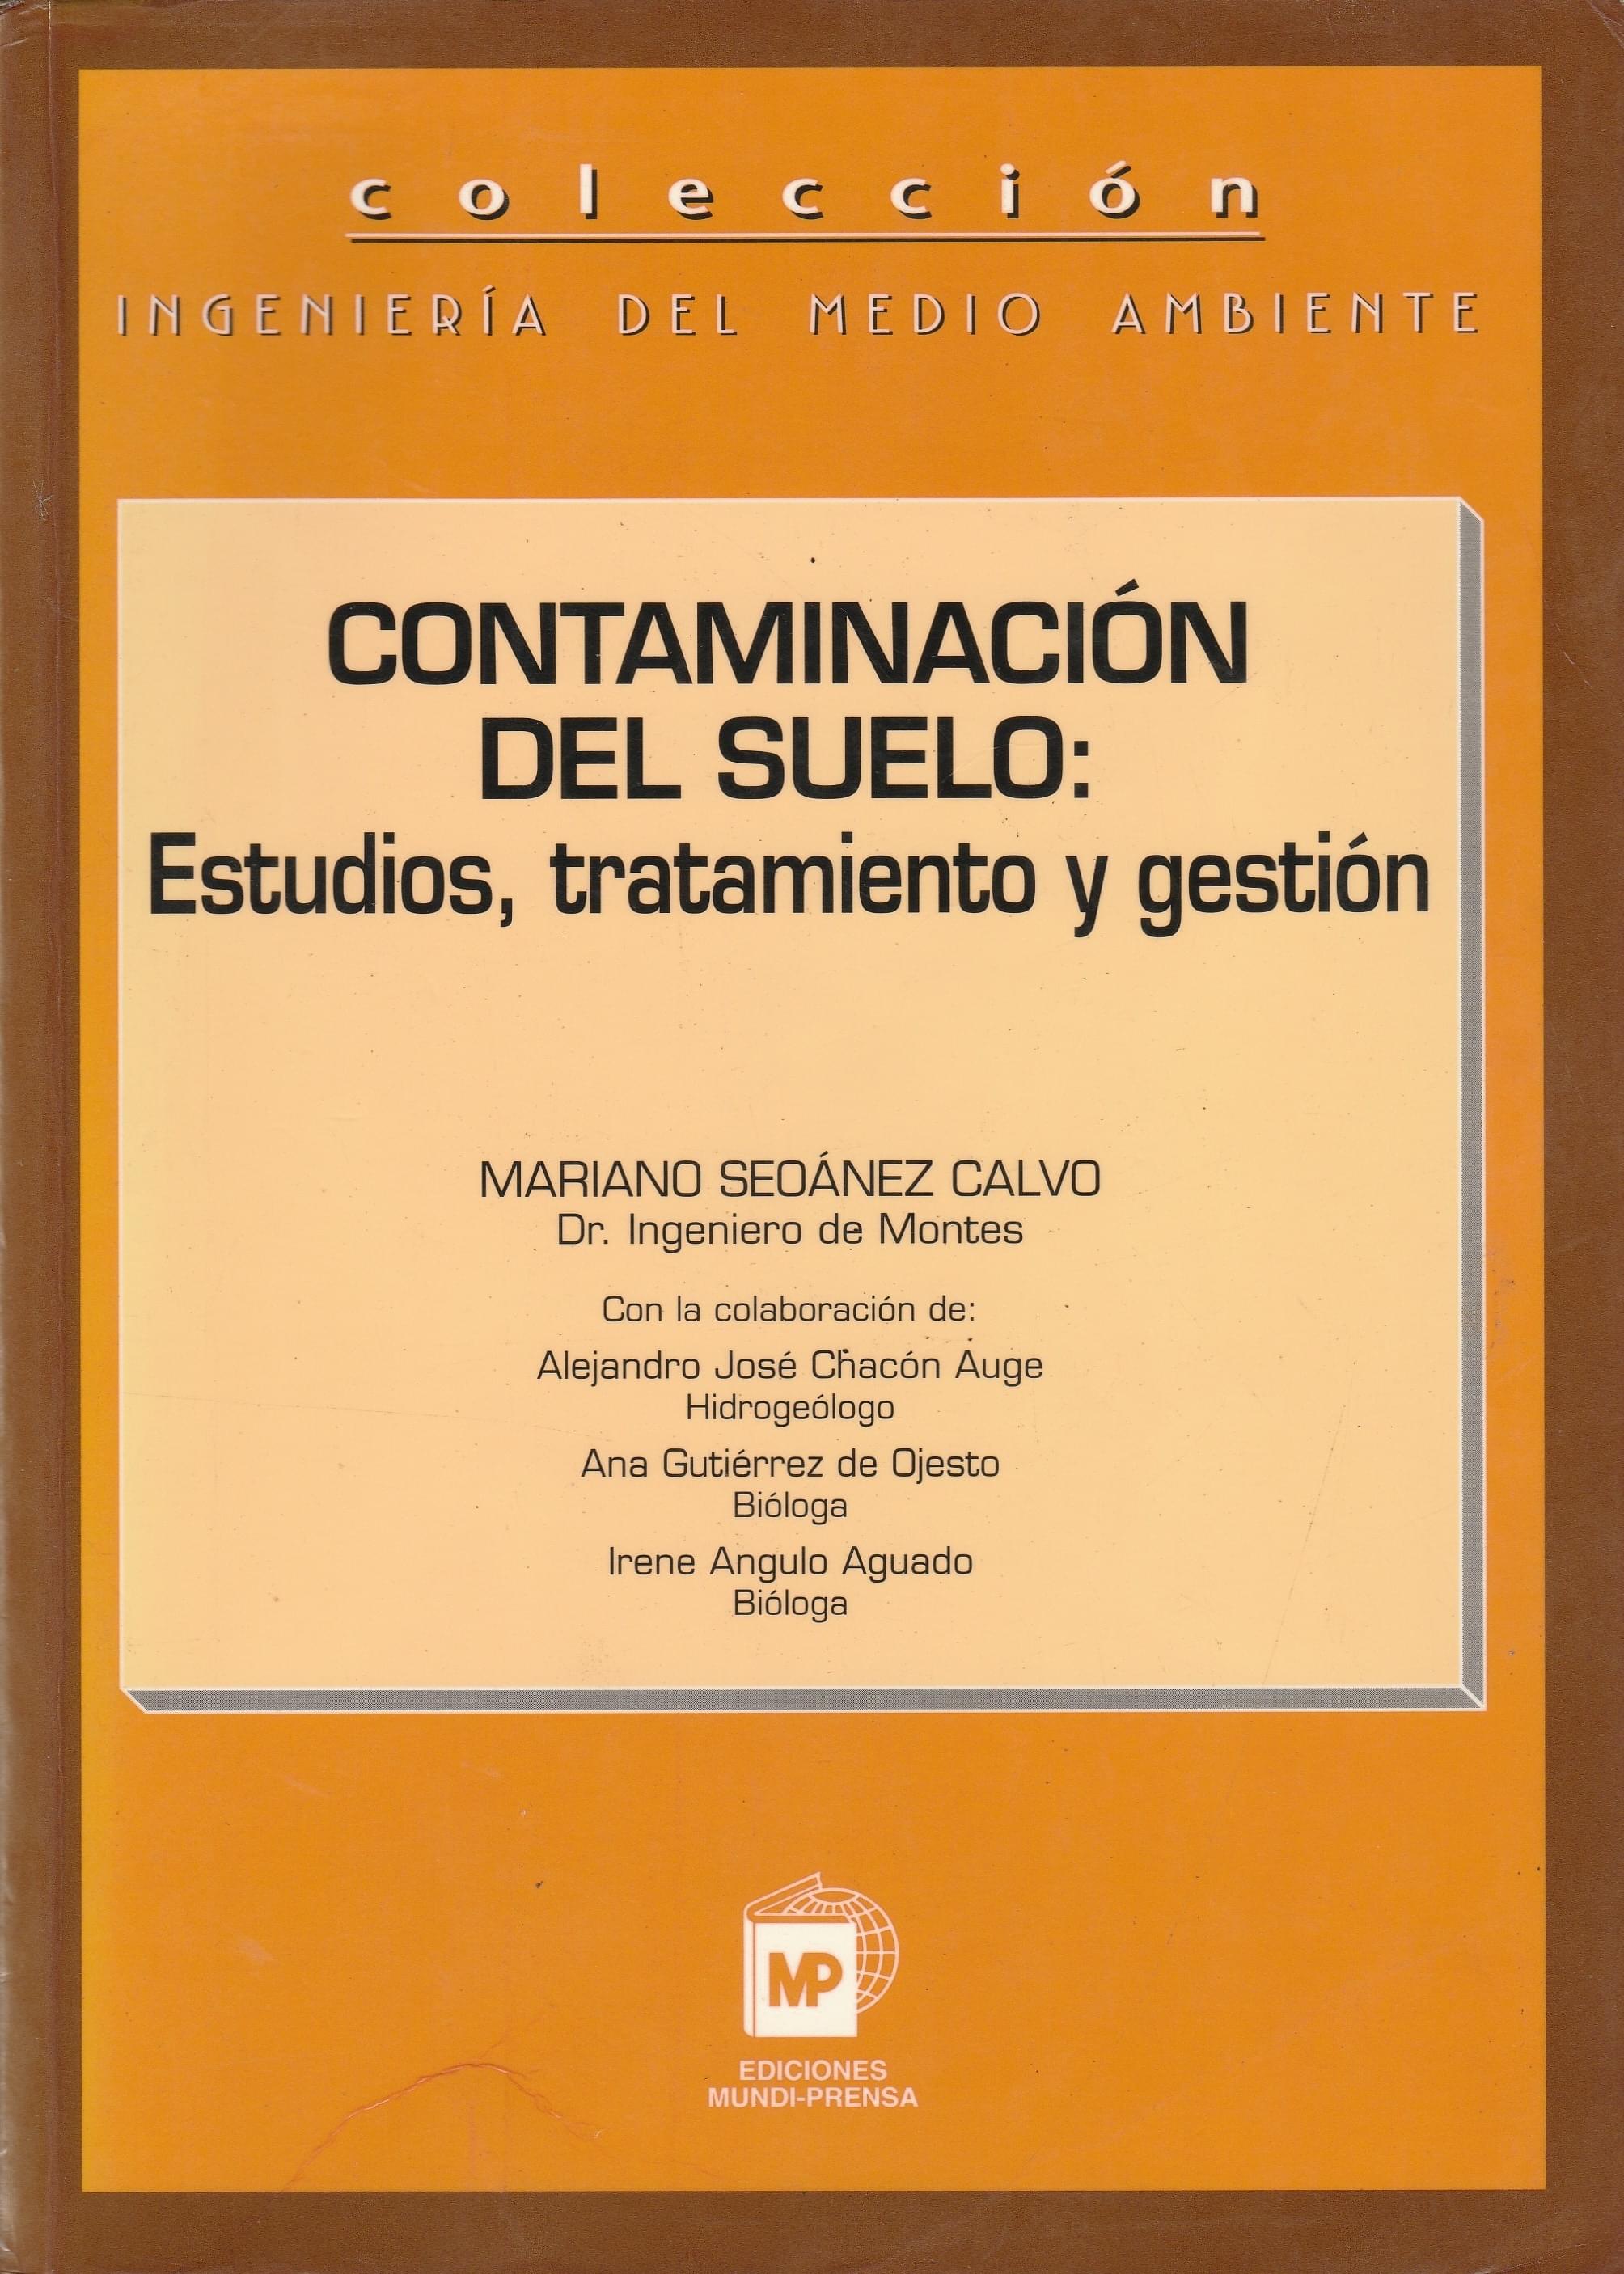 colección
INGENIERÍA DEL MEDIO AMBIENTE
CONTAMINACIÓN
DEL SUELO:
Estudios, tratamiento y gestión
MARIANO SEOÁNEZ CALVO
Dr. Ingeniero de Montes
Con la colaboración de:
Alejandro José Chacón Auge
Hidrogeólogo
Ana Gutiérrez de Ojesto
Bióloga
Irene Angulo Aguado
Bióloga
MP
EDICIONES
MUNDI-PRENSA